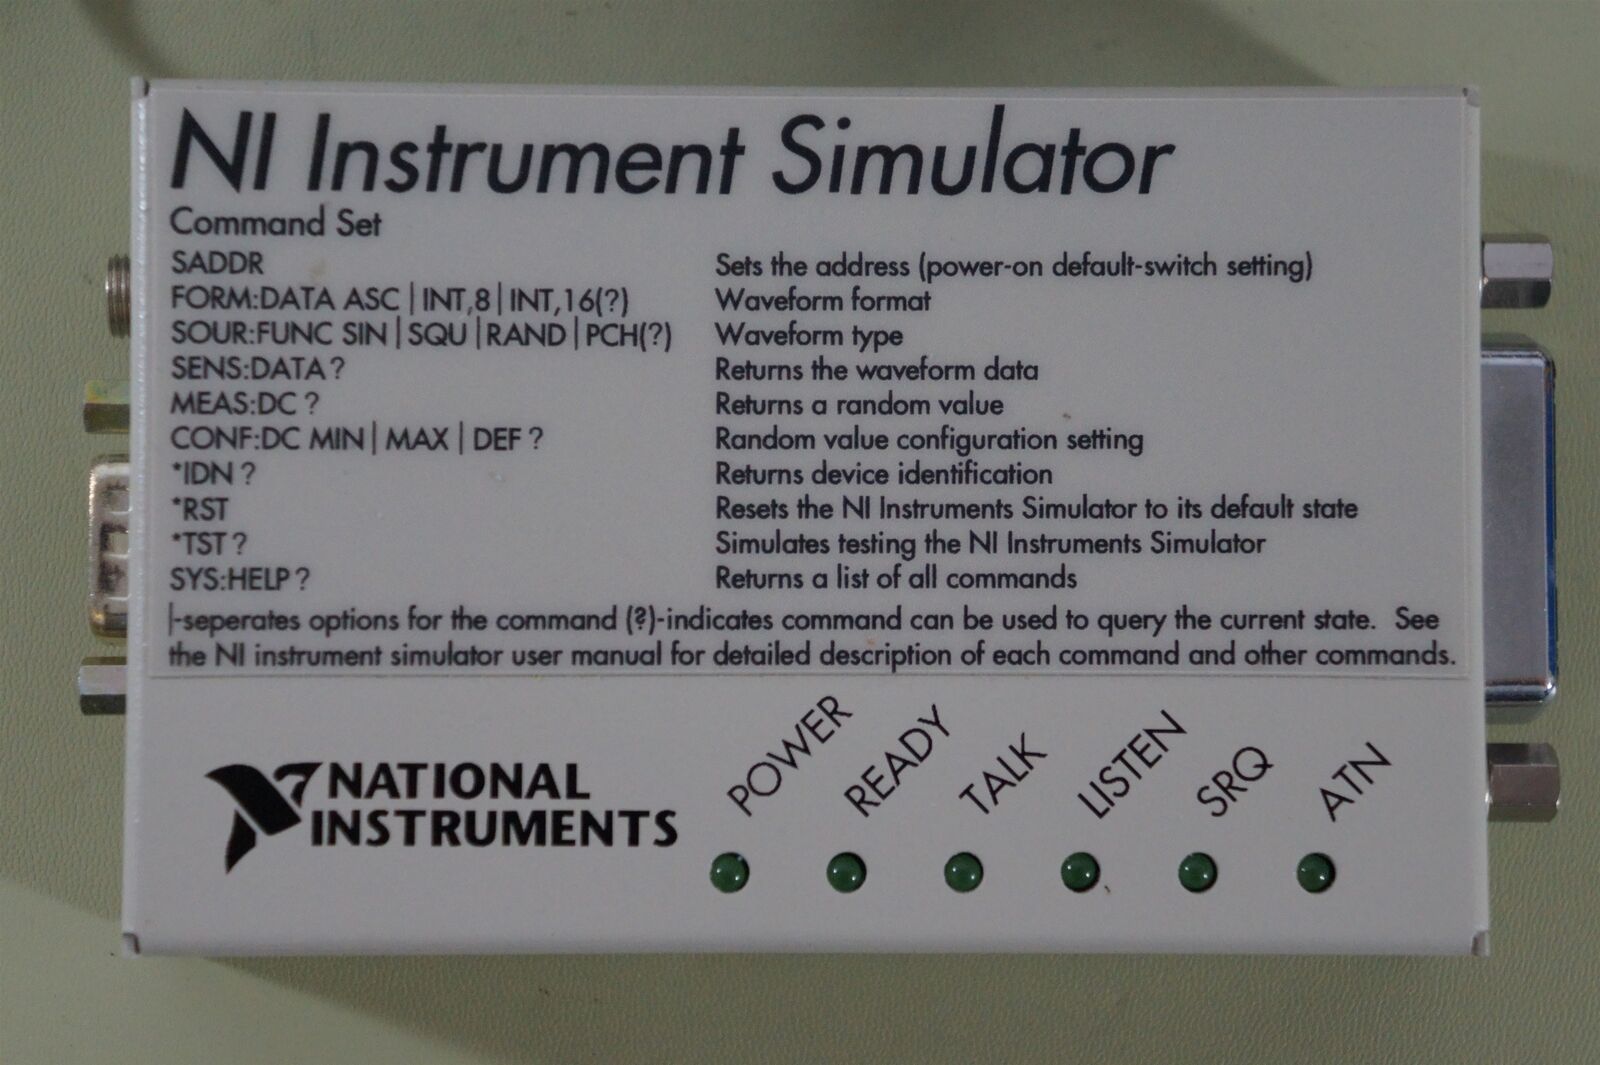 NI Instrument Simulator
Command Set
SADDR Sets the address (power-on default-switch setting)
FORM:DATA ASC|INT,8|INT,16(?) Waveform format
SOUR:FUNC SIN|SQU|RAND|PCH(?) Waveform type
SENS:DATA? Returns the waveform data
MEAS:DC? Returns a random value
CONF:DC MIN|MAX|DEF? Random value configuration setting
*IDN? Returns device identification
*RST Resets the NI Instruments Simulator to its default state
*TST? Simulates testing the NI Instruments Simulator
SYS:HELP? Returns a list of all commands
|-seperates options for the command (?)-indicates command can be used to query the current state. See
the NI instrument simulator user manual for detailed description of each command and other commands.
NATIONAL
INSTRUMENTS
POWER READY TALK LISTEN SRQ ATN